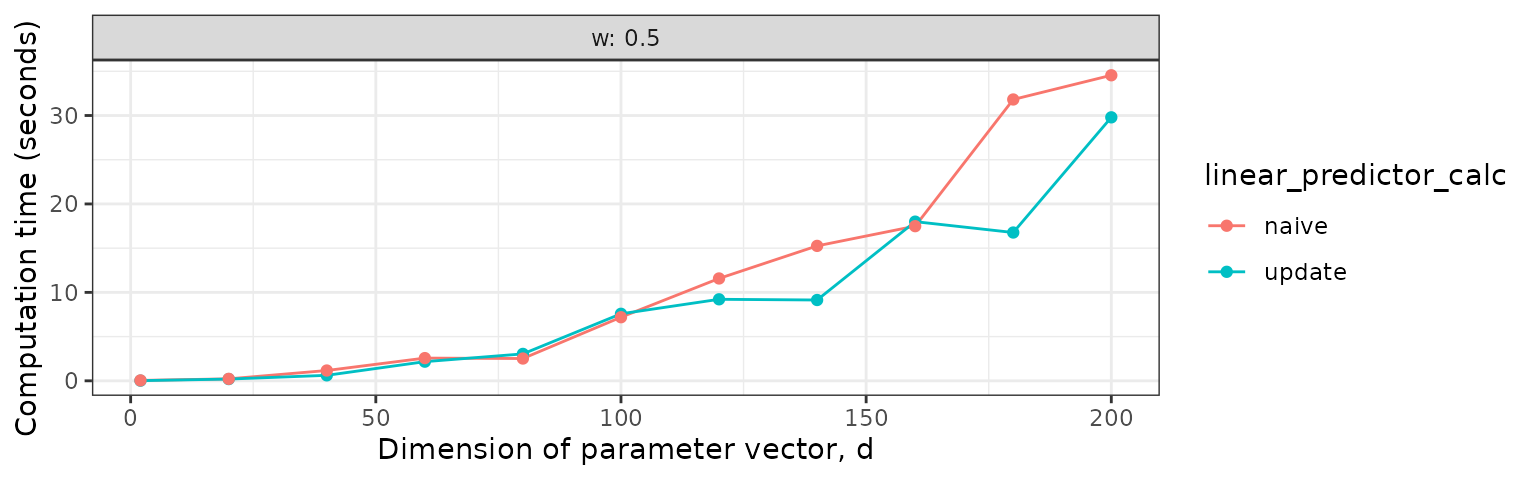 w: 0.5
Computation time (seconds)
30
20
10
0
0 50 100 150 200
Dimension of parameter vector, d
linear_predictor_calc
naive
update